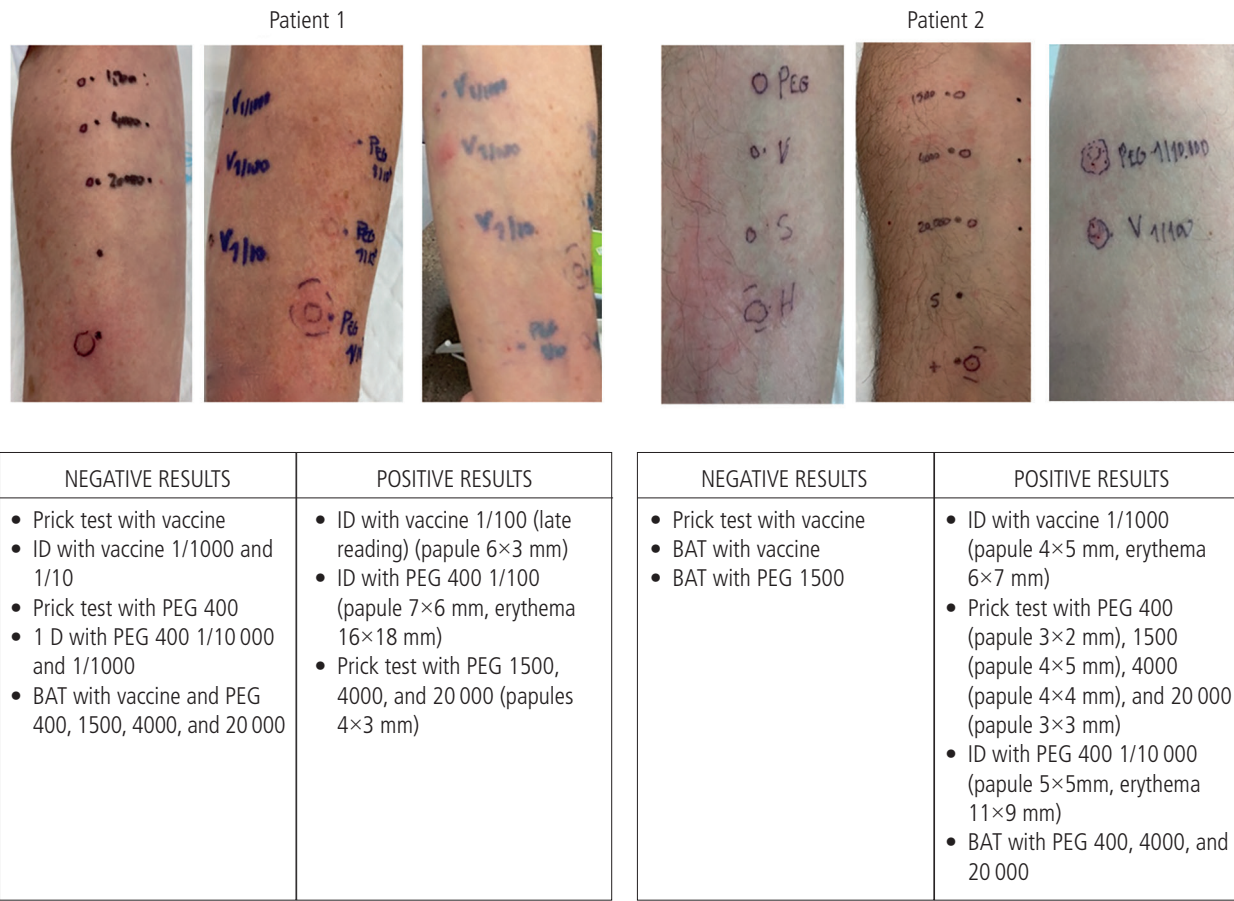 Patient 1
Patient 2
1500
4000
20000
V 1/1000
V 1/100
V 1/10
PEG
PEG
PEG
V 1/1000
V 1/100
V 1/10
PEG
O PEG
V
S
H
1500
4000
20.000
S
+
PEG 1/10.000
V 1/100
NEGATIVE RESULTS
• Prick test with vaccine
• ID with vaccine 1/1000 and
1/10
• Prick test with PEG 400
• 1 D with PEG 400 1/10 000
and 1/1000
• BAT with vaccine and PEG
400, 1500, 4000, and 20 000
POSITIVE RESULTS
• ID with vaccine 1/100 (late
reading) (papule 6×3 mm)
• ID with PEG 400 1/100
(papule 7×6 mm, erythema
16×18 mm)
• Prick test with PEG 1500,
4000, and 20 000 (papules
4×3 mm)
NEGATIVE RESULTS
• Prick test with vaccine
• BAT with vaccine
• BAT with PEG 1500
POSITIVE RESULTS
• ID with vaccine 1/1000
(papule 4×5 mm, erythema
6×7 mm)
• Prick test with PEG 400
(papule 3×2 mm), 1500
(papule 4×5 mm), 4000
(papule 4×4 mm), and 20 000
(papule 3×3 mm)
• ID with PEG 400 1/10 000
(papule 5×5mm, erythema
11×9 mm)
• BAT with PEG 400, 4000, and
20 000